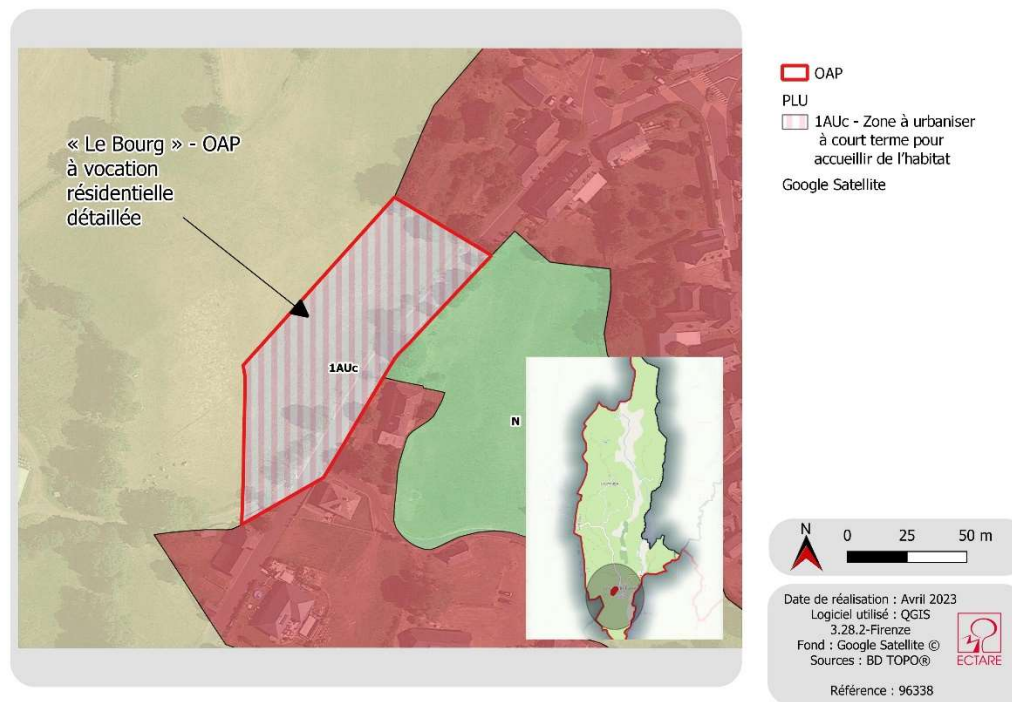 « Le Bourg » - OAP
à vocation
résidentielle
détaillée
1AUc
N
OAP
PLU
1AUc - Zone à urbaniser
à court terme pour
accueillir de l'habitat
Google Satellite
N
0 25 50 m
Date de réalisation : Avril 2023
Logiciel utilisé : QGIS
3.28.2-Firenze
Fond : Google Satellite ©
Sources : BD TOPO®
ECTARE
Référence : 96338